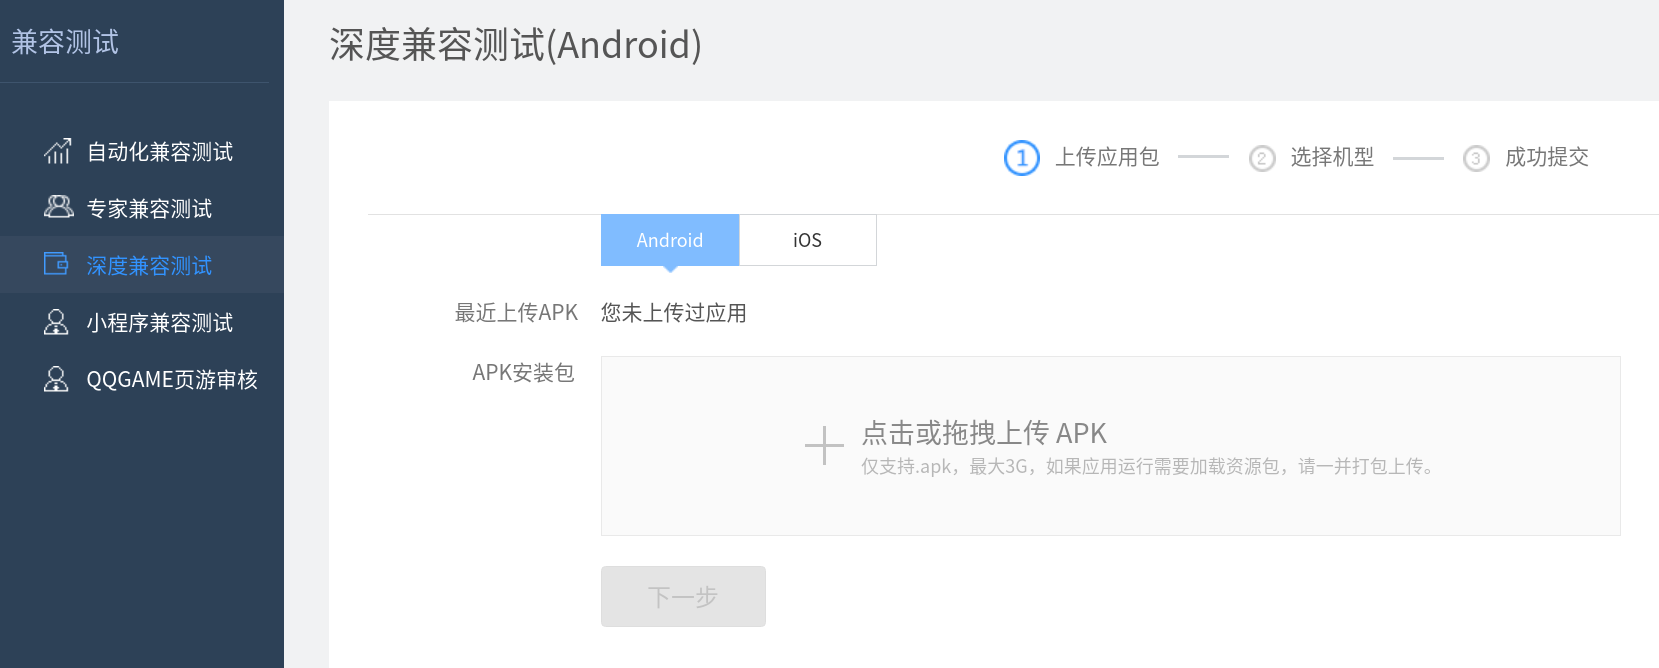 兼容测试
自动化兼容测试
专家兼容测试
深度兼容测试
小程序兼容测试
QQGAME页游审核
深度兼容测试(Android)
1 上传应用包 2 选择机型 3 成功提交
Android iOS
最近上传APK 您未上传过应用
APK安装包
点击或拖拽上传 APK
仅支持.apk，最大3G，如果应用运行需要加载资源包，请一并打包上传。
下一步